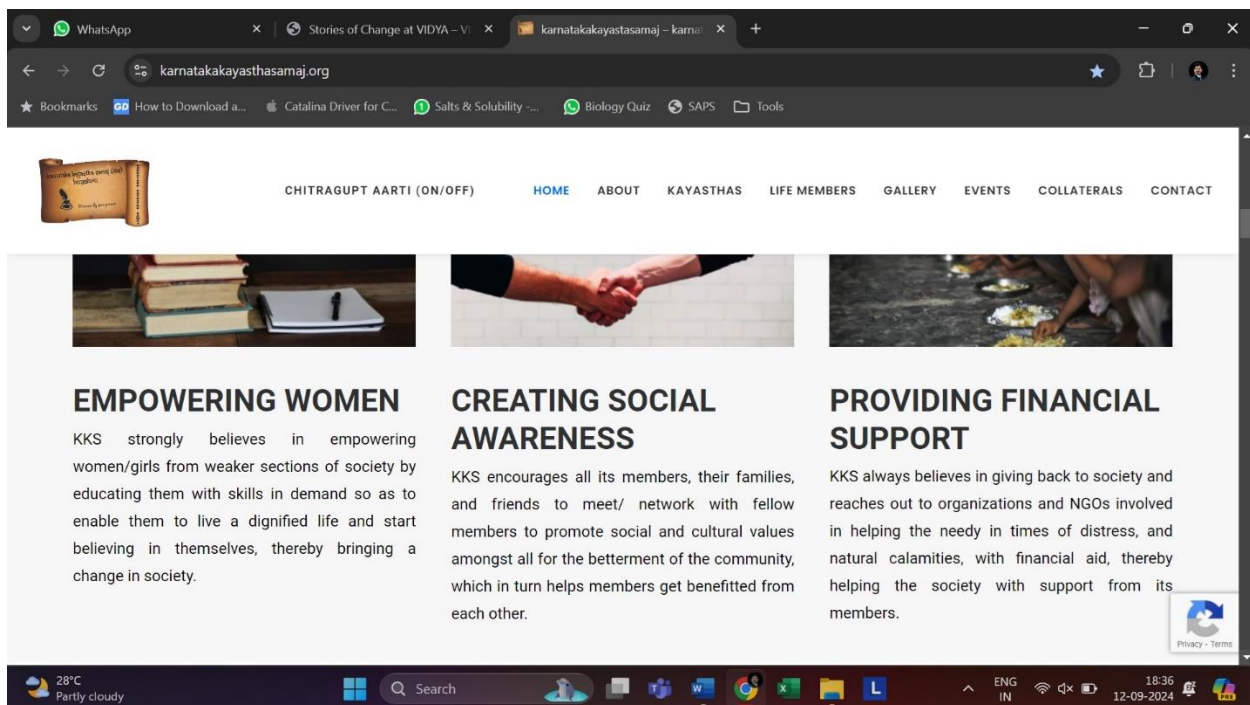 WhatsApp
Stories of Change at VIDYA – VI
karnatakakayastasamaj – karnat
karnatakakayasthasamaj.org
Bookmarks
GD
How to Download a...
Catalina Driver for C...
1
Salts & Solubility -...
Biology Quiz
SAPS
Tools
CHITRAGUPT AARTI (ON/OFF)
HOME
ABOUT
KAYASTHAS
LIFE MEMBERS
GALLERY
EVENTS
COLLATERALS
CONTACT
EMPOWERING WOMEN
KKS strongly believes in empowering
women/girls from weaker sections of society by
educating them with skills in demand so as to
enable them to live a dignified life and start
believing in themselves, thereby bringing a
change in society.
CREATING SOCIAL
AWARENESS
KKS encourages all its members, their families,
and friends to meet/ network with fellow
members to promote social and cultural values
amongst all for the betterment of the community,
which in turn helps members get benefitted from
each other.
PROVIDING FINANCIAL
SUPPORT
KKS always believes in giving back to society and
reaches out to organizations and NGOs involved
in helping the needy in times of distress, and
natural calamities, with financial aid, thereby
helping the society with support from its
members.
Privacy - Terms
28°C
Partly cloudy
Search
L
ENG
IN
18:36
12-09-2024
PRE